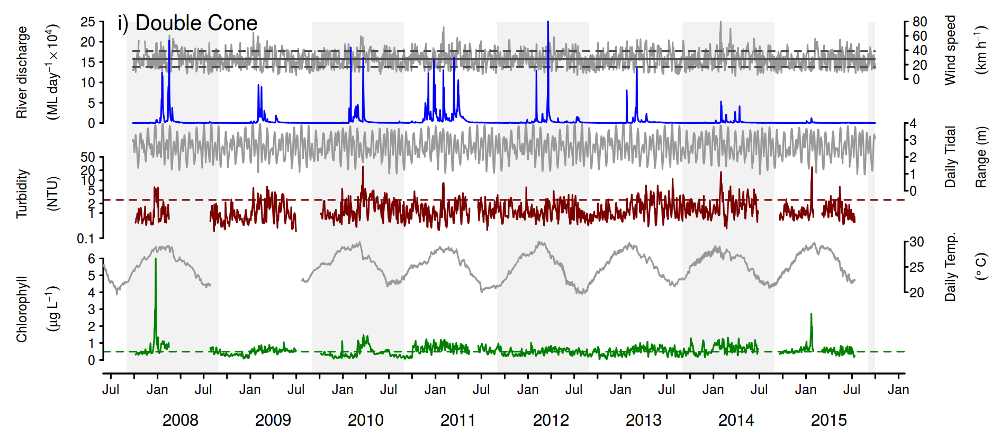 i) Double Cone
River discharge
(ML day⁻¹ × 10⁴)
25
20
15
10
5
0
Wind speed
(km h⁻¹)
80
60
40
20
0
Daily Tidal
Range (m)
4
3
2
1
0
Turbidity
(NTU)
50
20
10
5
2
1
0.1
Daily Temp.
(° C)
30
25
20
Chlorophyll
(μg L⁻¹)
6
5
4
3
2
1
0
Jul Jan Jul Jan Jul Jan Jul Jan Jul Jan Jul Jan Jul Jan Jul Jan Jul Jan
2008 2009 2010 2011 2012 2013 2014 2015